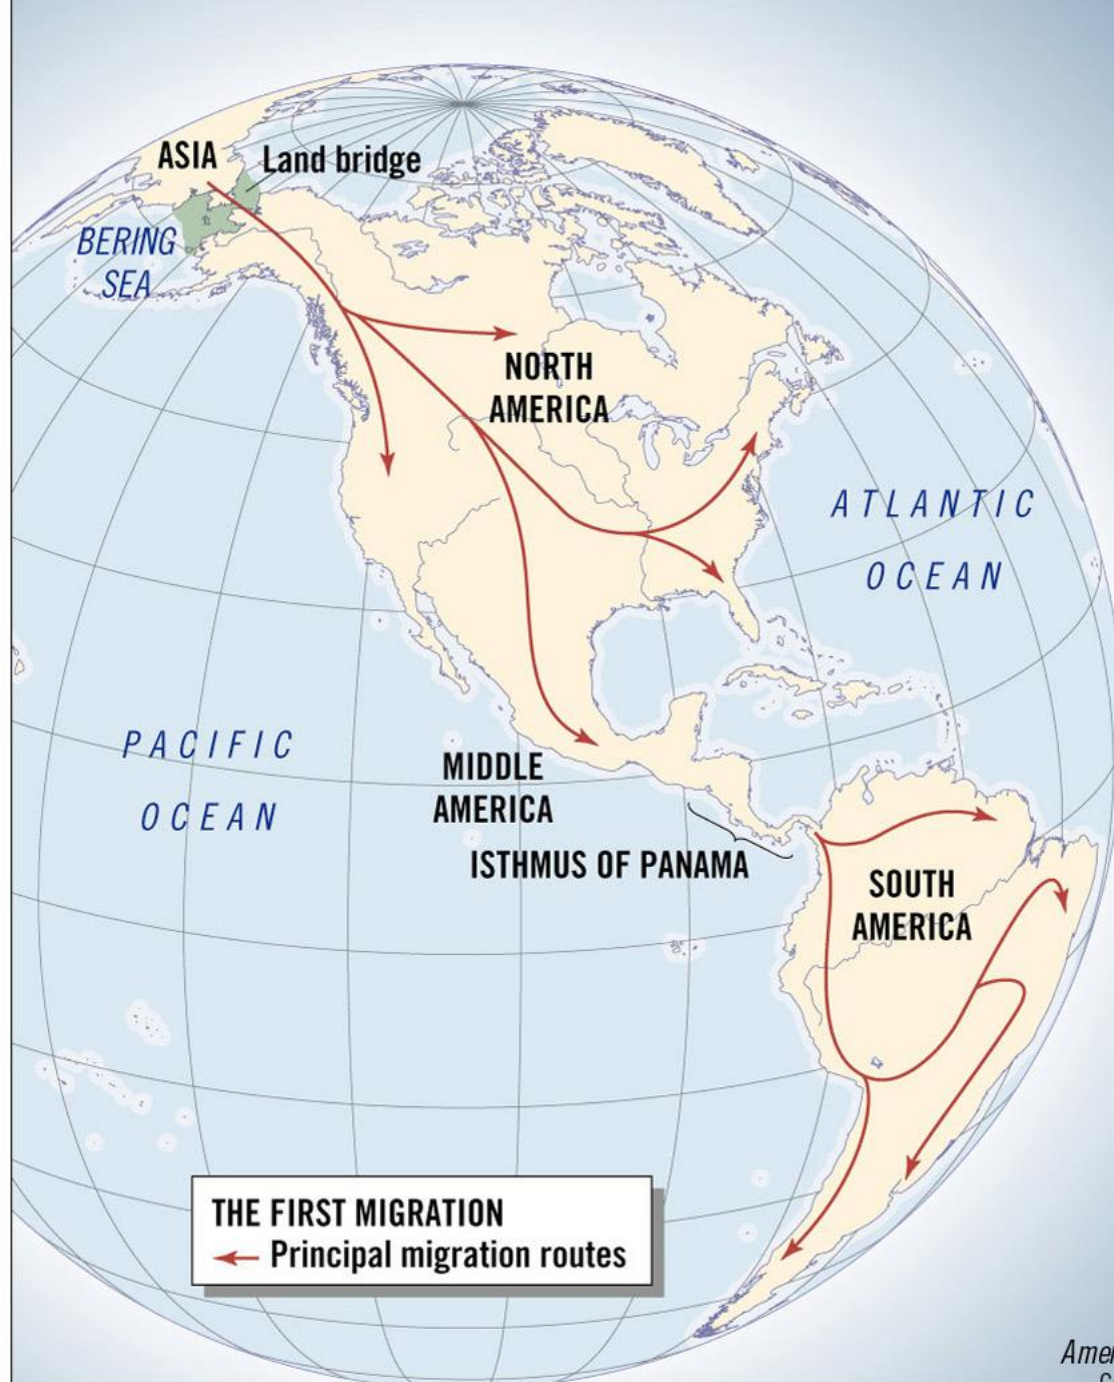 ASIA
Land bridge
BERING
SEA
NORTH
AMERICA
ATLANTIC
OCEAN
PACIFIC
OCEAN
MIDDLE
AMERICA
ISTHMUS OF PANAMA
SOUTH
AMERICA
THE FIRST MIGRATION
Principal migration routes